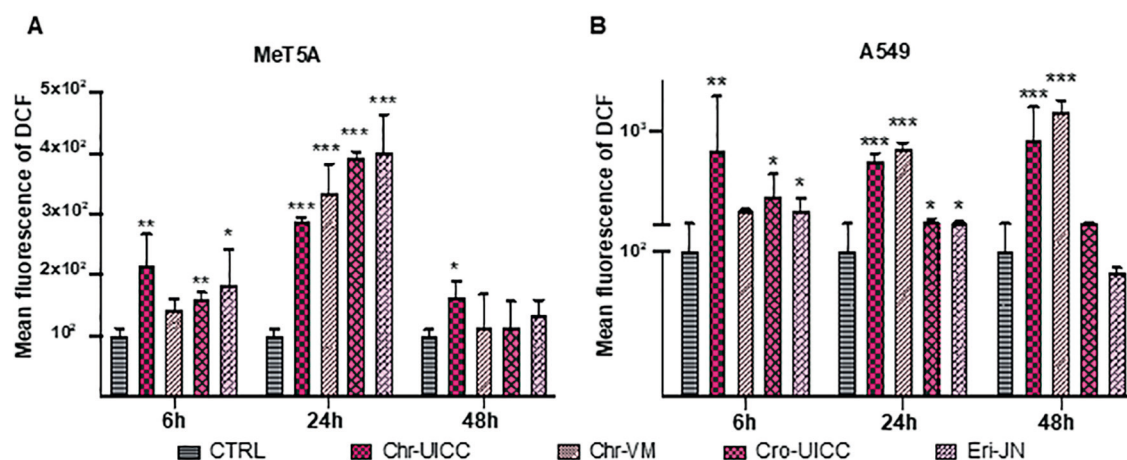 A
B
MeT5A
A549
Mean fluorescence of DCF
5x10²
4x10²
3x10²
2x10²
10²
** ** * *** *** *** *** *
6h 24h 48h
Mean fluorescence of DCF
10³
10²
** * * *** *** * * *** ***
6h 24h 48h
CTRL Chr-UICC Chr-VM Cro-UICC Eri-JN